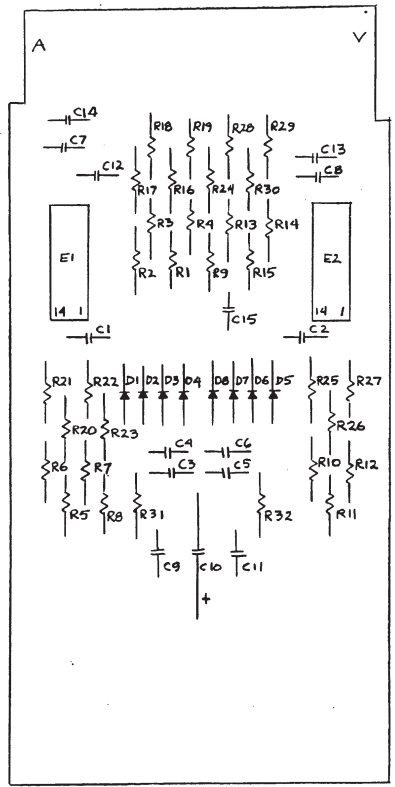 A V
C14
C7
R18 R19 R28 R29
C13
C12 C8
R17 R16 R24 R30
R3 R4 R13 R14
E1 E2
R2 R1 R9 R15
14 1 14 1
C15
C1 C2
R21 R22 D1 D2 D3 D4 D8 D7 D6 D5 R25 R27
R20 R23 R26
C4 C6
R6 R7 C3 C5 R10 R12
R5 R8 R31 R32 R11
C9 C10 C11
+